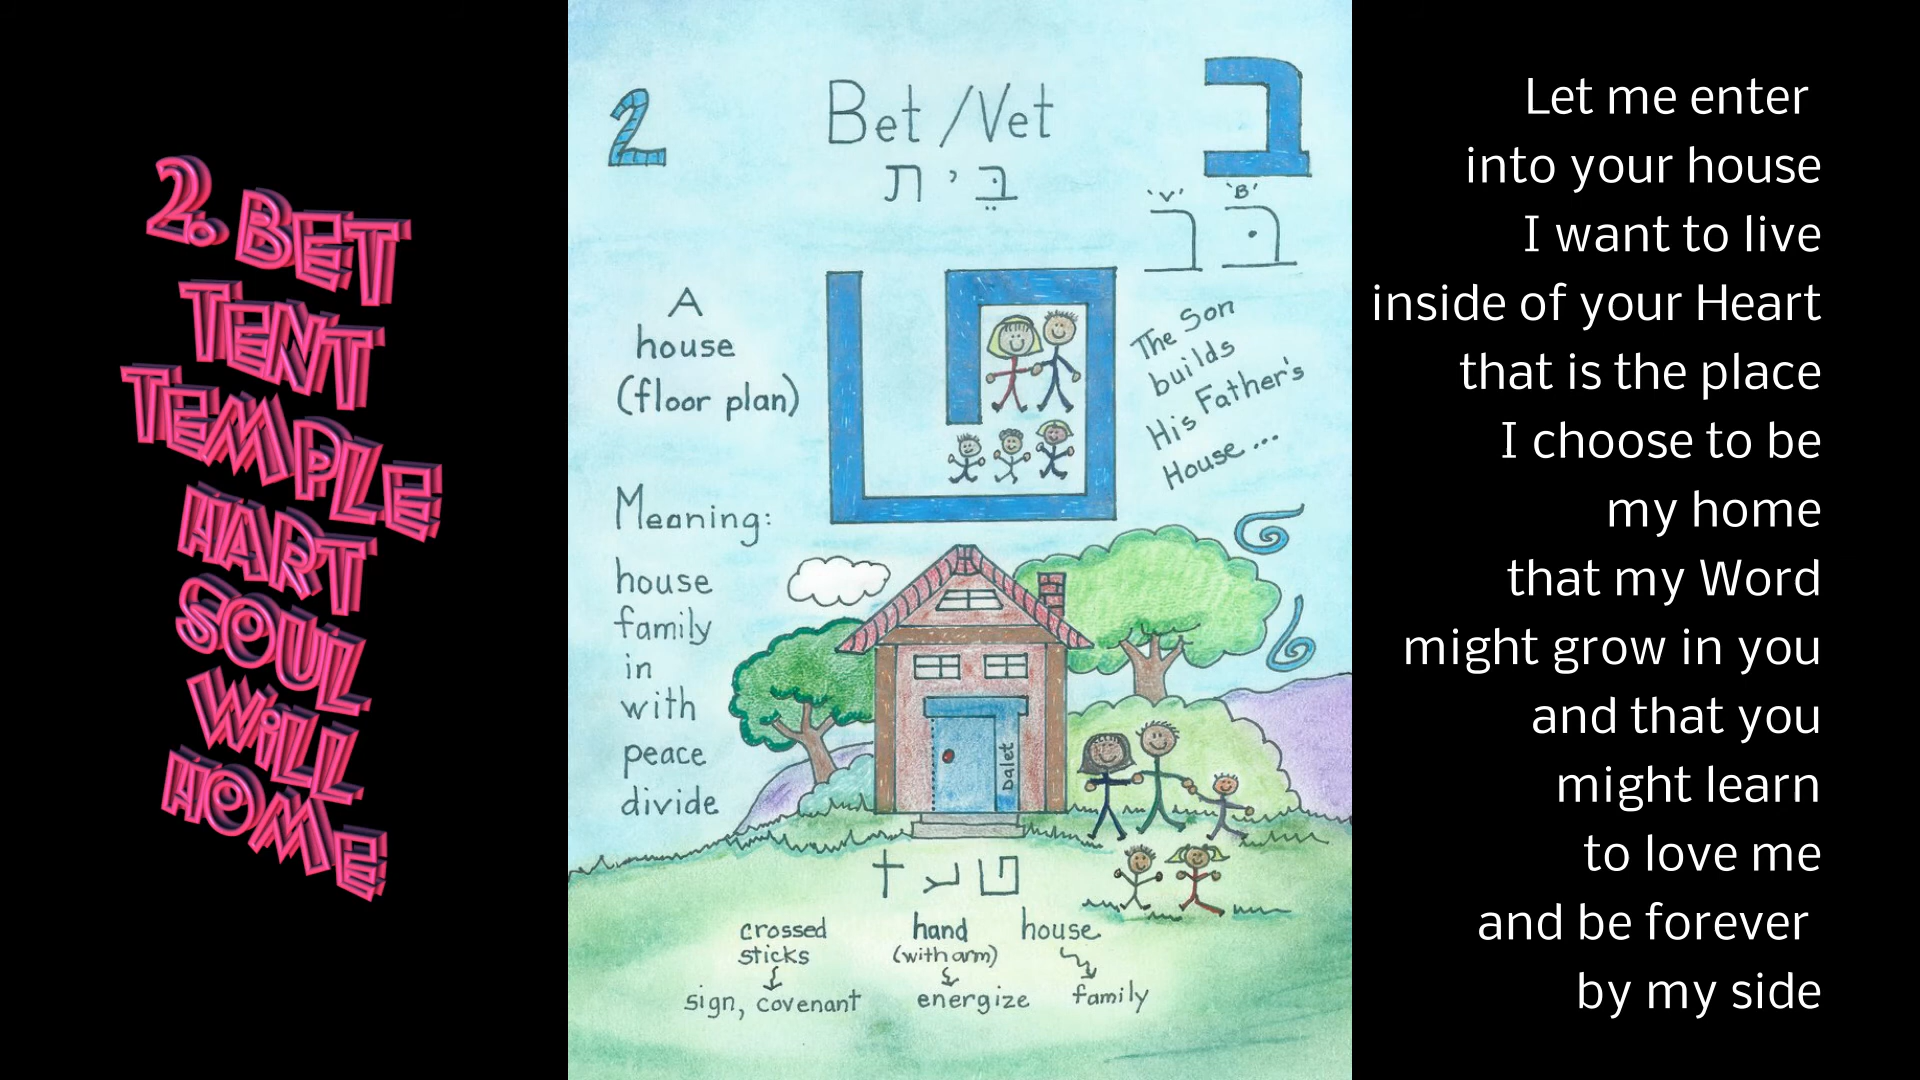 2. BET
TENT
TEMPLE
HART
SOUL
WiLL
HOME
2
Bet /Vet
בֵּית
ב
'V' 'B'
ב בּ
A
house
(floor plan)
The Son
builds
His Father's
House ...
Meaning:
house
family
in
with
peace
divide
Dalet
crossed
sticks
sign, covenant
hand
(with arm)
energize
house
family
Let me enter
into your house
I want to live
inside of your Heart
that is the place
I choose to be
my home
that my Word
might grow in you
and that you
might learn
to love me
and be forever
by my side